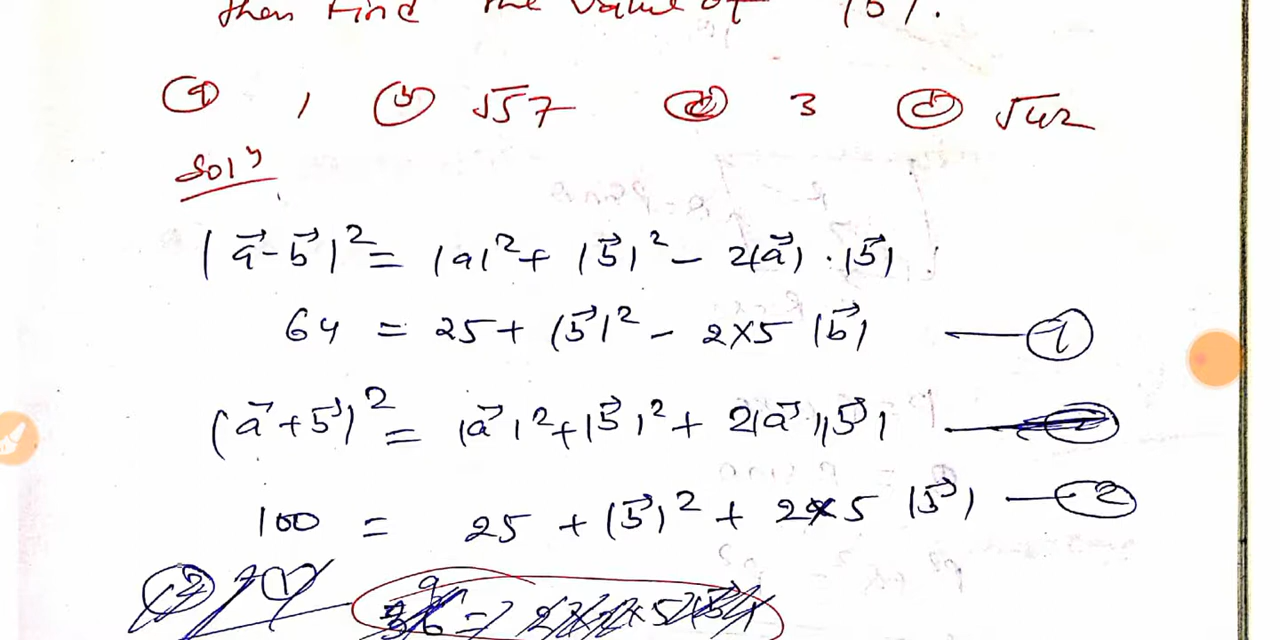 then find the value of |b|.
(a) 1 (b) √57 (c) 3 (d) √42
Solⁿ
|a⃗-b⃗|² = |a|² + |b⃗|² - 2|a⃗|.|b⃗|
64 = 25 + |b⃗|² - 2×5 |b⃗| —— (1)
(a⃗+b⃗)² = |a⃗|² + |b⃗|² + 2|a⃗||b⃗|
100 = 25 + |b⃗|² + 2×5 |b⃗| —— (2)